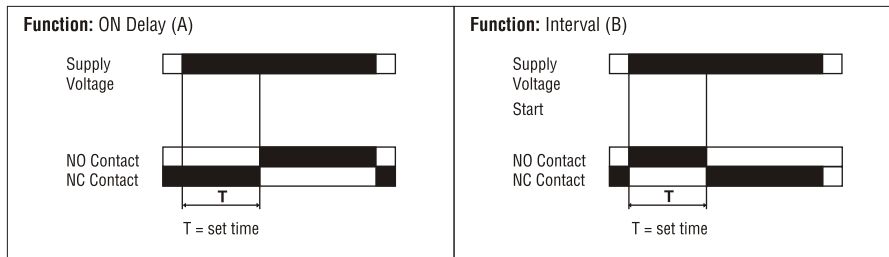 Function: ON Delay (A)
Supply
Voltage
NO Contact
NC Contact
T
T = set time
Function: Interval (B)
Supply
Voltage
Start
NO Contact
NC Contact
T
T = set time